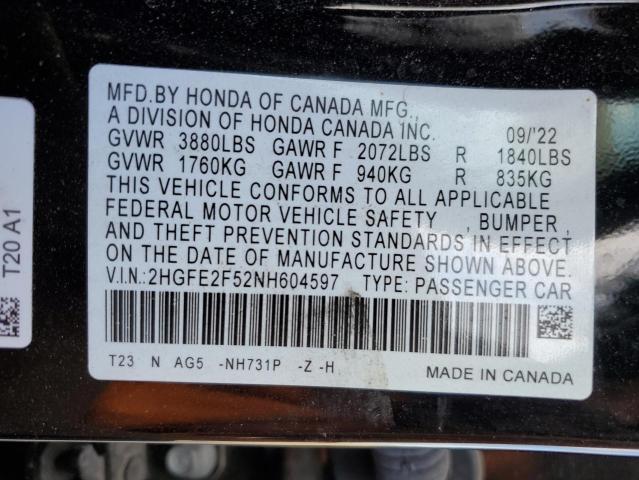 MFD.BY HONDA OF CANADA MFG.,
A DIVISION OF HONDA CANADA INC. 09/'22
GVWR 3880LBS GAWR F 2072LBS R 1840LBS
GVWR 1760KG GAWR F 940KG R 835KG
THIS VEHICLE CONFORMS TO ALL APPLICABLE
FEDERAL MOTOR VEHICLE SAFETY , BUMPER ,
AND THEFT PREVENTION STANDARDS IN EFFECT
ON THE DATE OF MANUFACTURE SHOWN ABOVE.
V.I.N.:2HGFE2F52NH604597 TYPE: PASSENGER CAR
T23 N AG5 -NH731P -Z -H
MADE IN CANADA
T20 A1